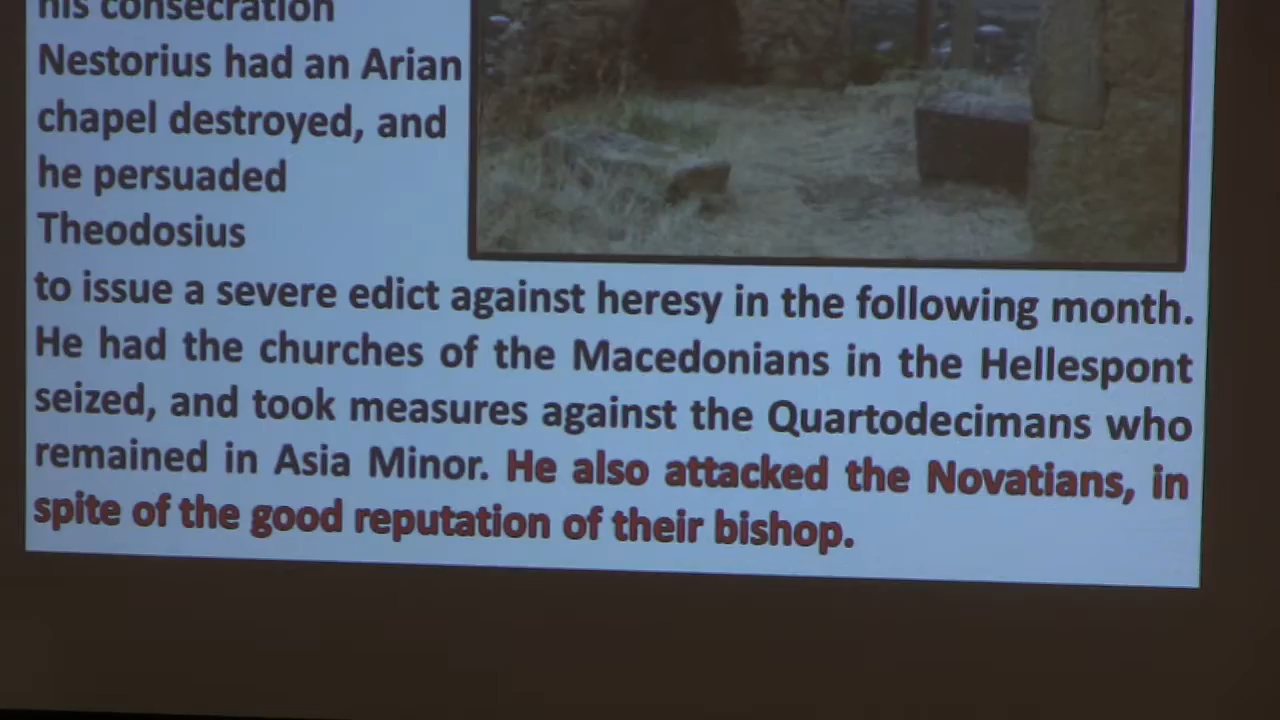 his consecration
Nestorius had an Arian
chapel destroyed, and
he persuaded
Theodosius
to issue a severe edict against heresy in the following month.
He had the churches of the Macedonians in the Hellespont
seized, and took measures against the Quartodecimans who
remained in Asia Minor. He also attacked the Novatians, in
spite of the good reputation of their bishop.